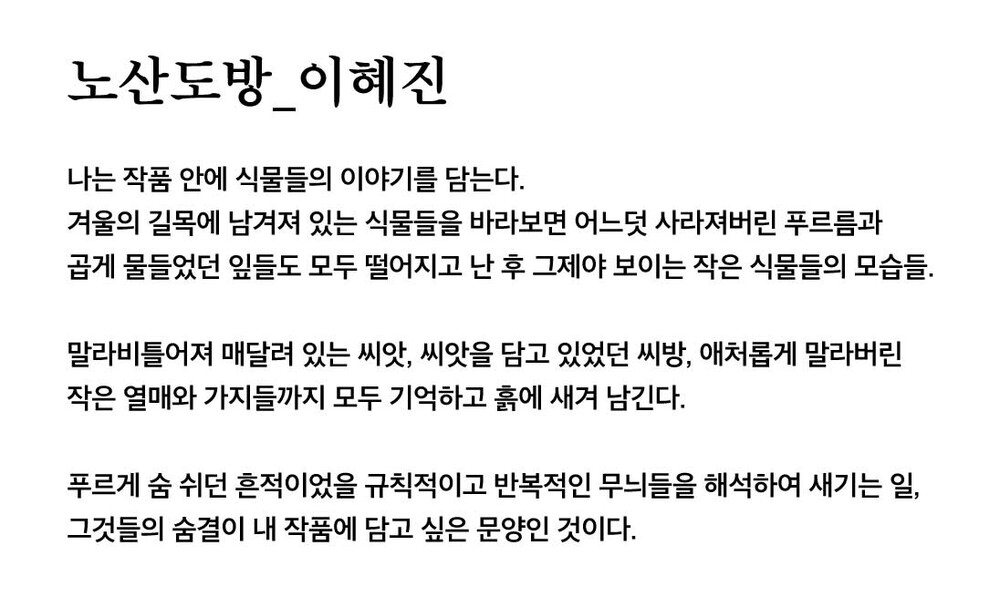 노산도방_이혜진
나는 작품 안에 식물들의 이야기를 담는다.
겨울의 길목에 남겨져 있는 식물들을 바라보면 어느덧 사라져버린 푸르름과
곱게 물들었던 잎들도 모두 떨어지고 난 후 그제야 보이는 작은 식물들의 모습들.
말라비틀어져 매달려 있는 씨앗, 씨앗을 담고 있었던 씨방, 애처롭게 말라버린
작은 열매와 가지들까지 모두 기억하고 흙에 새겨 남긴다.
푸르게 숨 쉬던 흔적이었을 규칙적이고 반복적인 무늬들을 해석하여 새기는 일,
그것들의 숨결이 내 작품에 담고 싶은 문양인 것이다.